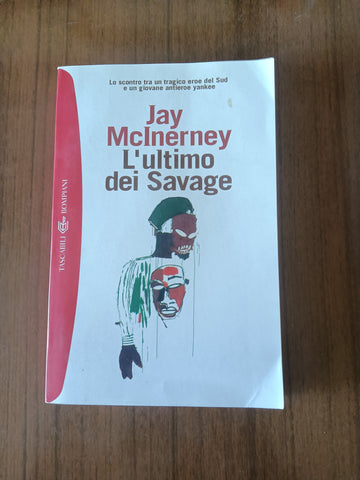 Lo scontro tra un tragico eroe del Sud
e un giovane antieroe yankee
Jay
McInerney
L'ultimo
dei Savage
TASCABILI BOMPIANI